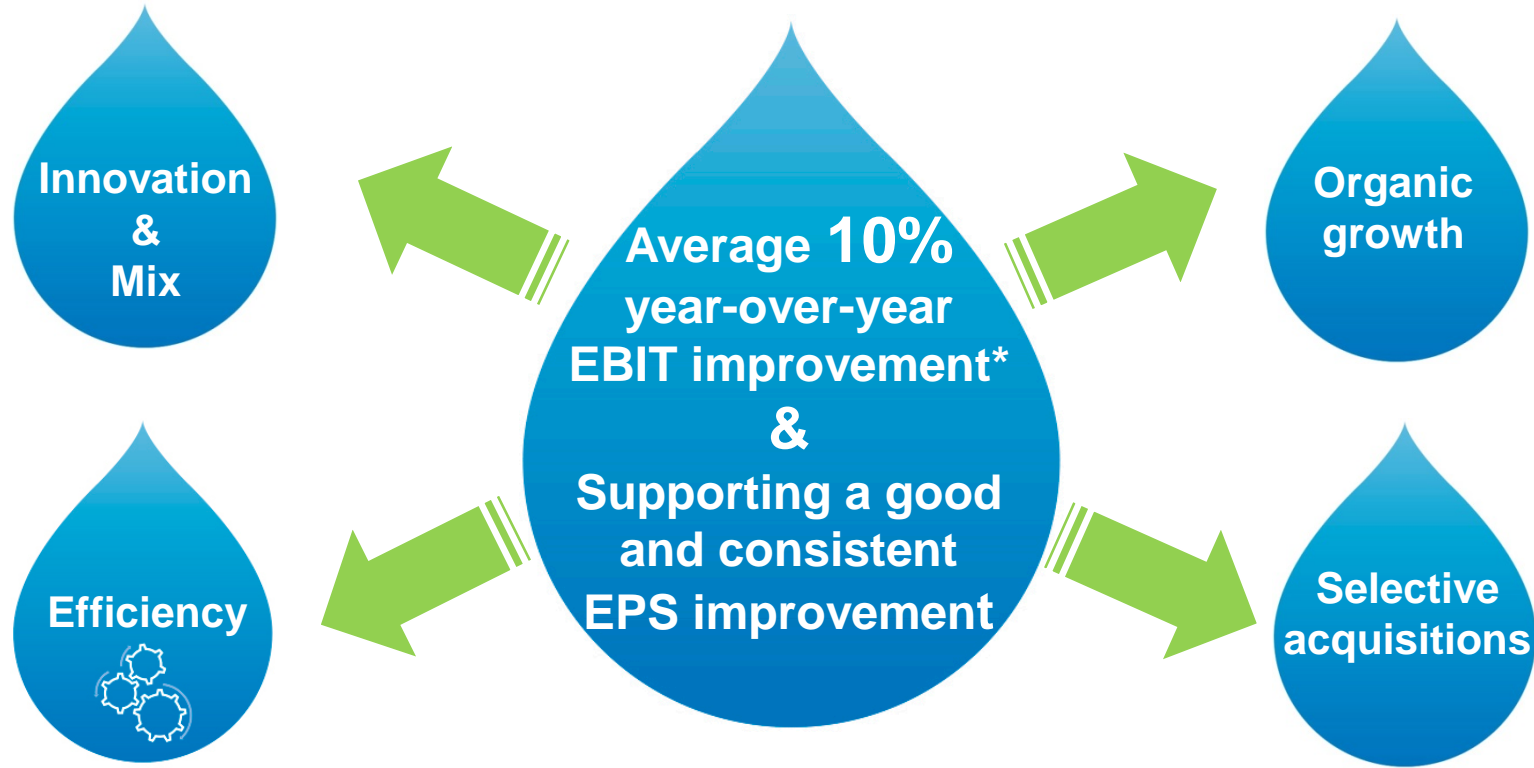 Innovation
&
Mix
Average 10%
year-over-year
EBIT improvement*
&
Supporting a good
and consistent
EPS improvement
Organic
growth
Efficiency
Selective
acquisitions